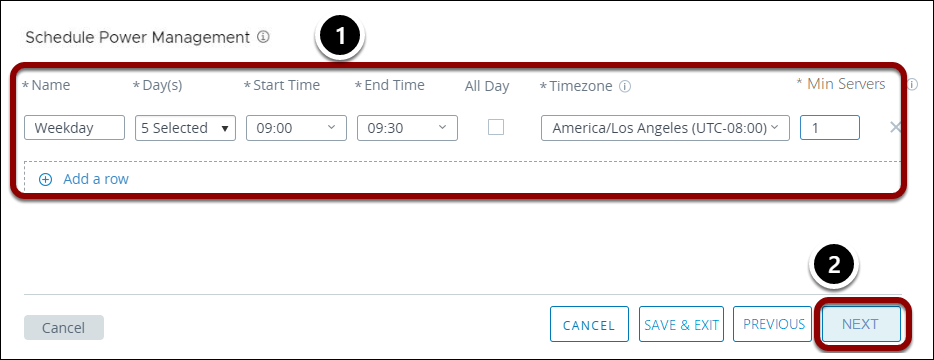 Schedule Power Management
1
* Name * Day(s) * Start Time * End Time All Day * Timezone * Min Servers
Weekday 5 Selected 09:00 09:30 America/Los Angeles (UTC-08:00) 1
Add a row
2
Cancel CANCEL SAVE & EXIT PREVIOUS NEXT